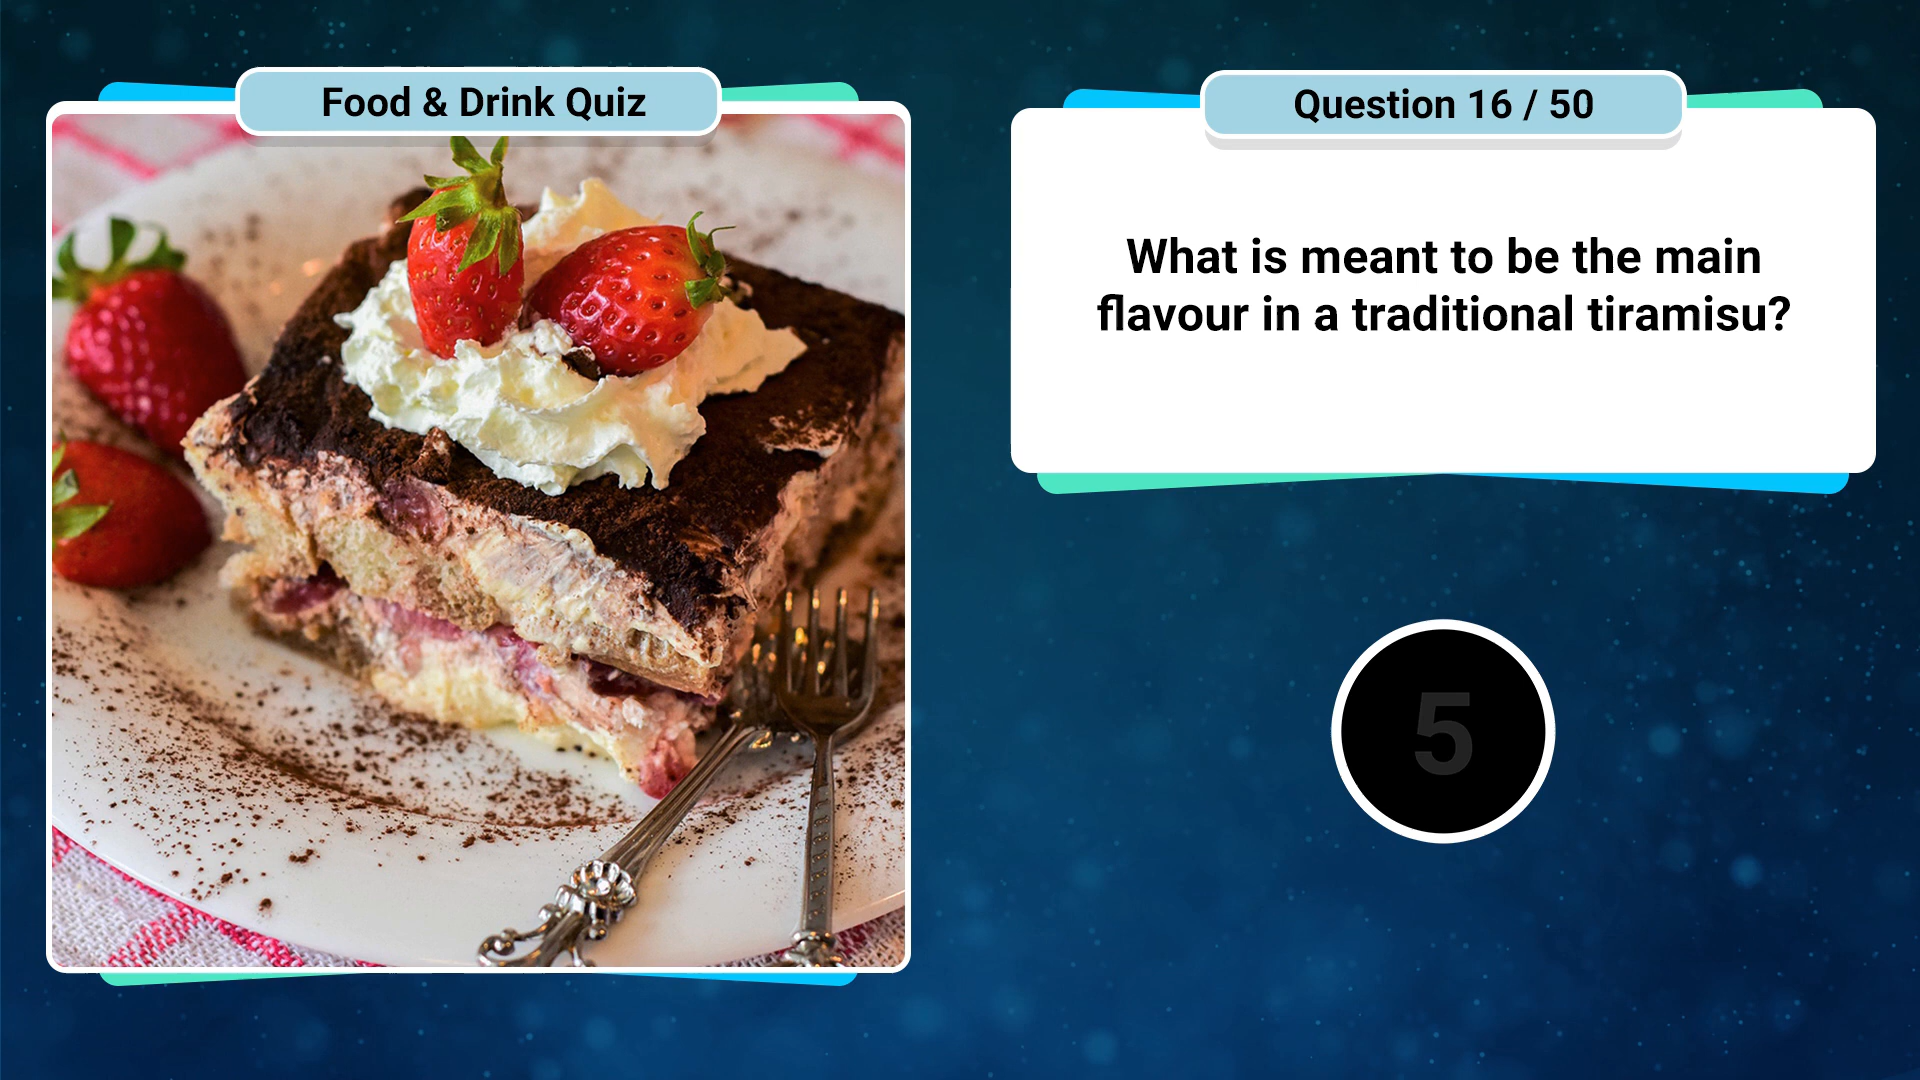 Food & Drink Quiz
Question 16 / 50
What is meant to be the main
flavour in a traditional tiramisu?
5